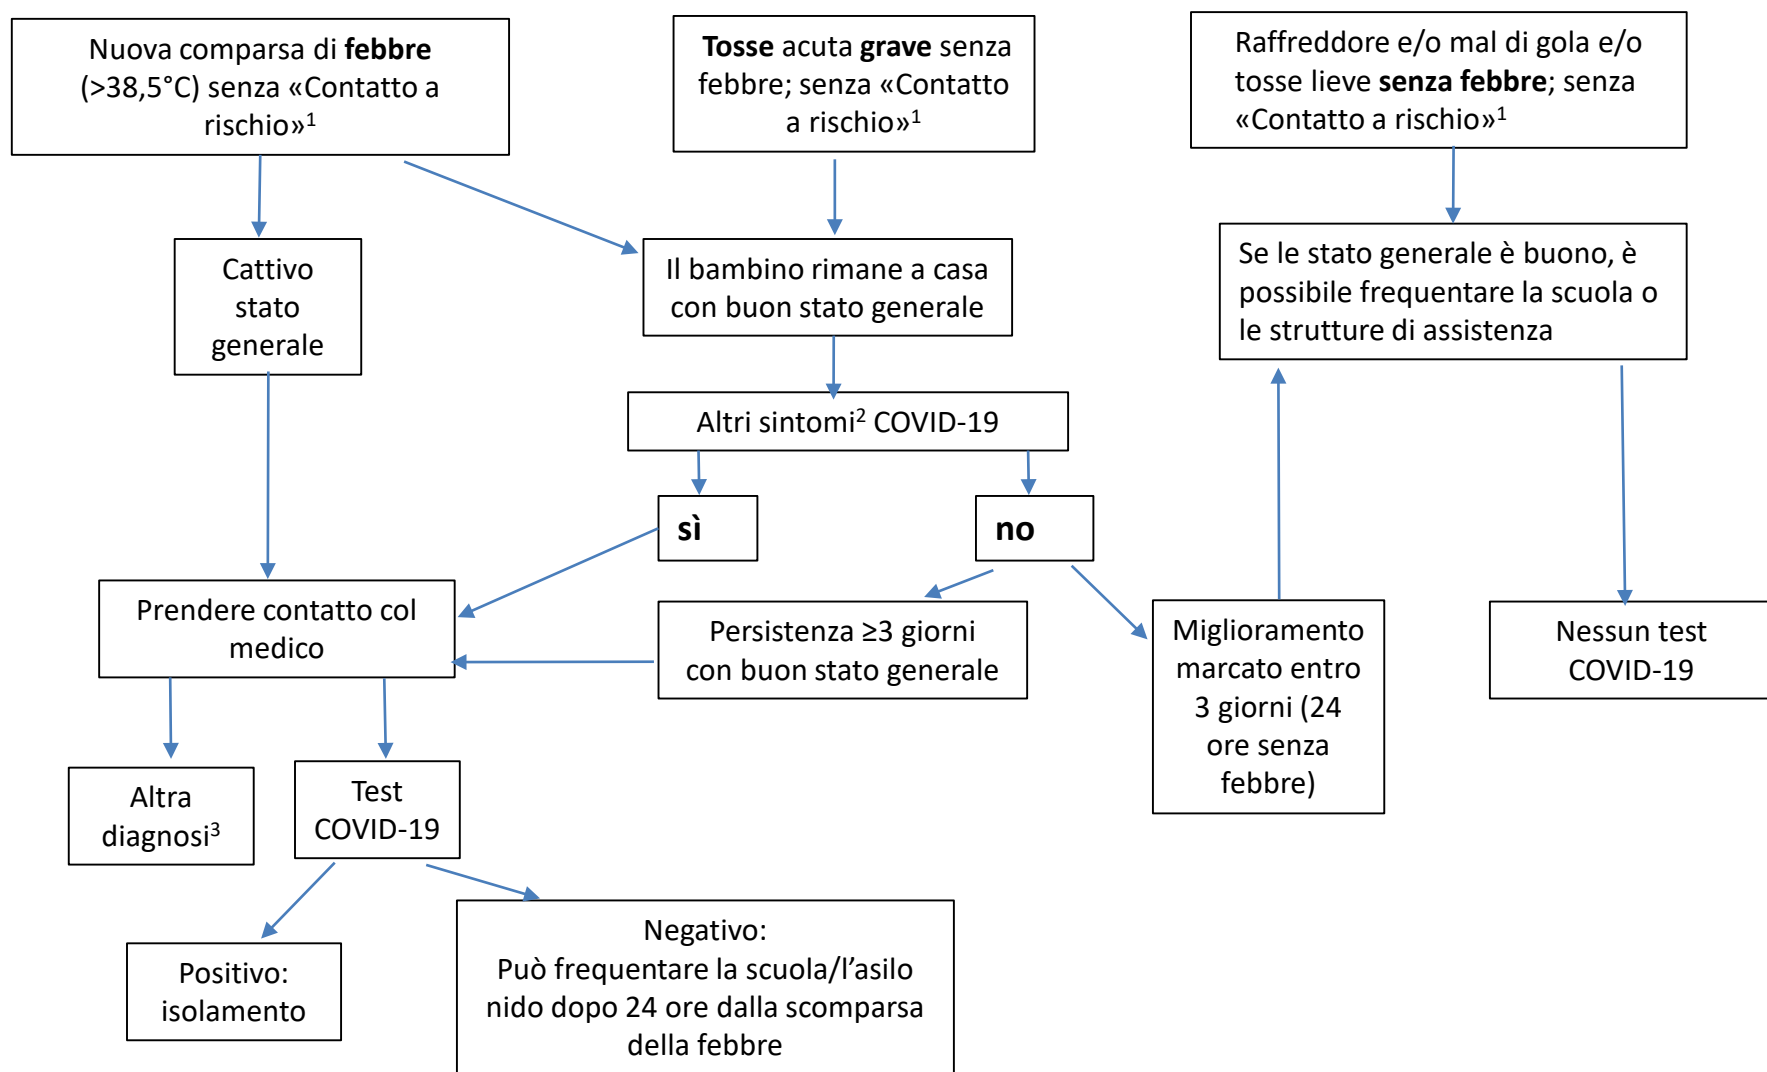 Nuova comparsa di febbre
(>38,5°C) senza «Contatto a
rischio»¹
Tosse acuta grave senza
febbre; senza «Contatto
a rischio»¹
Raffreddore e/o mal di gola e/o
tosse lieve senza febbre; senza
«Contatto a rischio»¹
Cattivo
stato
generale
Il bambino rimane a casa
con buon stato generale
Se le stato generale è buono, è
possibile frequentare la scuola o
le strutture di assistenza
Altri sintomi² COVID-19
sì
no
Prendere contatto col
medico
Persistenza ≥3 giorni
con buon stato generale
Miglioramento
marcato entro
3 giorni (24
ore senza
febbre)
Nessun test
COVID-19
Altra
diagnosi³
Test
COVID-19
Positivo:
isolamento
Negativo:
Può frequentare la scuola/l’asilo
nido dopo 24 ore dalla scomparsa
della febbre